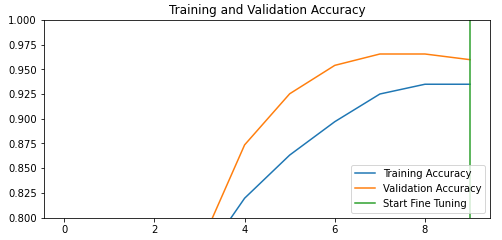 Training and Validation Accuracy
1.000
0.975
0.950
0.925
0.900
0.875
0.850
0.825
0.800
Training Accuracy
Validation Accuracy
Start Fine Tuning
0 2 4 6 8